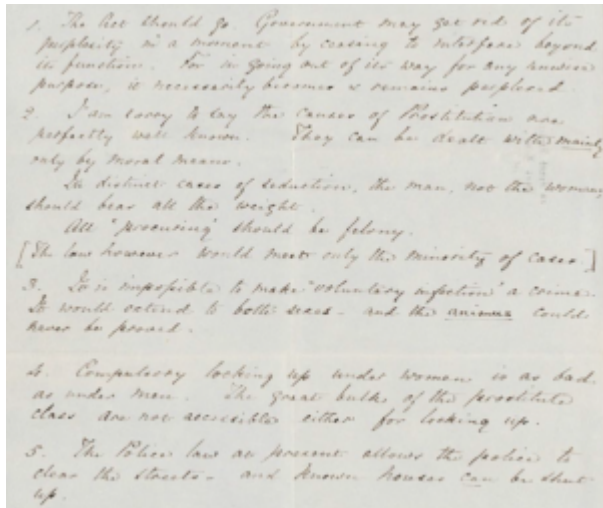 1. The Act should go. Government may get rid of its
perplexity in a moment by ceasing to interfere beyond
its function. For in going out of its way for any unwise
purpose, it necessarily becomes & remains perplexed.
2. I am sorry to say the causes of Prostitution are
perfectly well known. They can be dealt with mainly
only by moral means.
In distinct cases of seduction, the man, not the woman,
should bear all the weight.
All "procuring" should be felony.
[The law however would meet only the minority of cases.]
3. It is impossible to make "voluntary infection" a crime.
It would extend to both sexes - and the animus could
never be proved.
4. Compulsory locking up under women is as bad
as under men. The great bulk of the prostitute
class are not accessible either for locking up.
5. The Police law as present allows the police to
clear the streets - and known houses can be shut
up.